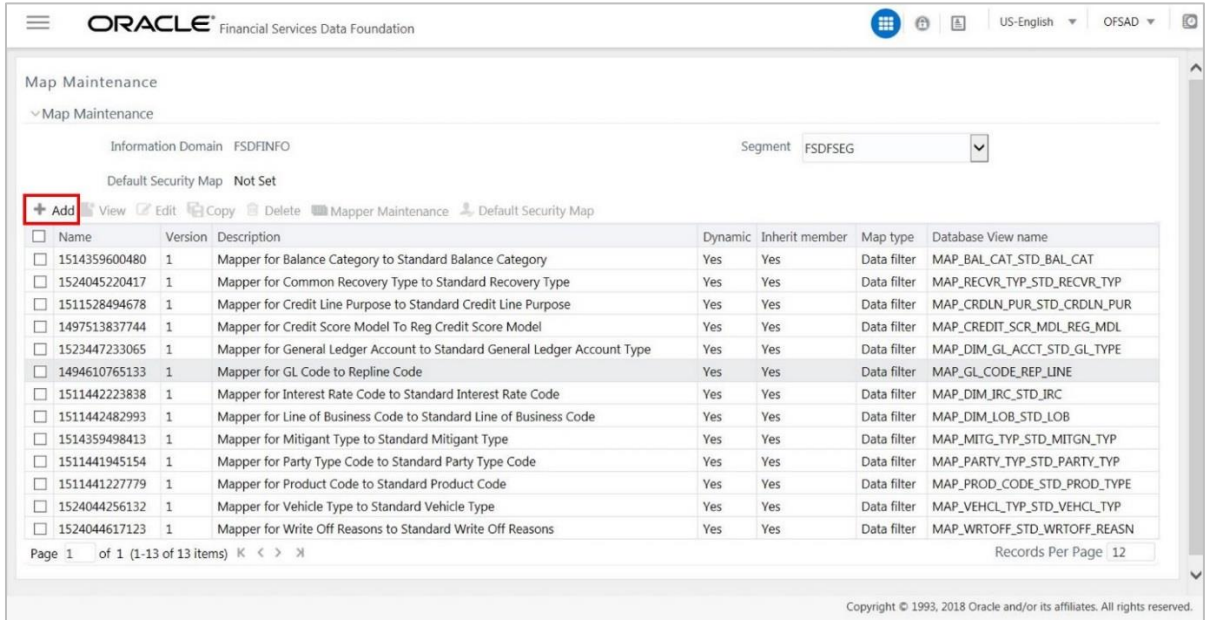 ORACLE® Financial Services Data Foundation US-English OFSAD
Map Maintenance
Map Maintenance
Information Domain FSDFINFO Segment FSDFSEG
Default Security Map Not Set
Add View Edit Copy Delete Mapper Maintenance Default Security Map
Name Version Description Dynamic Inherit member Map type Database View name
1514359600480 1 Mapper for Balance Category to Standard Balance Category Yes Yes Data filter MAP_BAL_CAT_STD_BAL_CAT
1524045220417 1 Mapper for Common Recovery Type to Standard Recovery Type Yes Yes Data filter MAP_RECVR_TYP_STD_RECVR_TYP
1511528494678 1 Mapper for Credit Line Purpose to Standard Credit Line Purpose Yes Yes Data filter MAP_CRDLN_PUR_STD_CRDLN_PUR
1497513837744 1 Mapper for Credit Score Model To Reg Credit Score Model Yes Yes Data filter MAP_CREDIT_SCR_MDL_REG_MDL
1523447233065 1 Mapper for General Ledger Account to Standard General Ledger Account Type Yes Yes Data filter MAP_DIM_GL_ACCT_STD_GL_TYPE
1494610765133 1 Mapper for GL Code to Repline Code Yes Yes Data filter MAP_GL_CODE_REP_LINE
1511442223838 1 Mapper for Interest Rate Code to Standard Interest Rate Code Yes Yes Data filter MAP_DIM_IRC_STD_IRC
1511442482993 1 Mapper for Line of Business Code to Standard Line of Business Code Yes Yes Data filter MAP_DIM_LOB_STD_LOB
1514359498413 1 Mapper for Mitigant Type to Standard Mitigant Type Yes Yes Data filter MAP_MITG_TYP_STD_MITGN_TYP
1511441945154 1 Mapper for Party Type Code to Standard Party Type Code Yes Yes Data filter MAP_PARTY_TYP_STD_PARTY_TYP
1511441227779 1 Mapper for Product Code to Standard Product Code Yes Yes Data filter MAP_PROD_CODE_STD_PROD_TYPE
1524044256132 1 Mapper for Vehicle Type to Standard Vehicle Type Yes Yes Data filter MAP_VEHCL_TYP_STD_VEHCL_TYP
1524044617123 1 Mapper for Write Off Reasons to Standard Write Off Reasons Yes Yes Data filter MAP_WRTOFF_STD_WRTOFF_REASN
Page 1 of 1 (1-13 of 13 items) Records Per Page 12
Copyright © 1993, 2018 Oracle and/or its affiliates. All rights reserved.